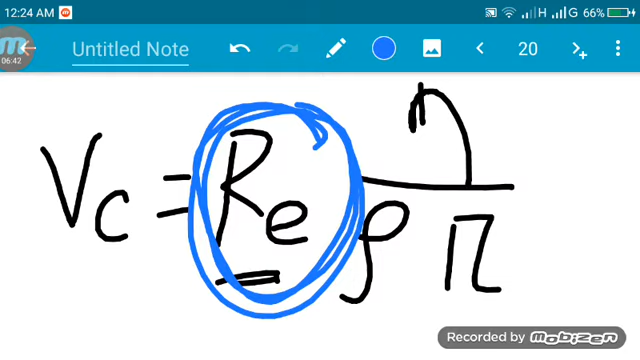 12:24 AM H G 66%
06:42 Untitled Note 20
η
Vc = Re ρ
Recorded by mobizen